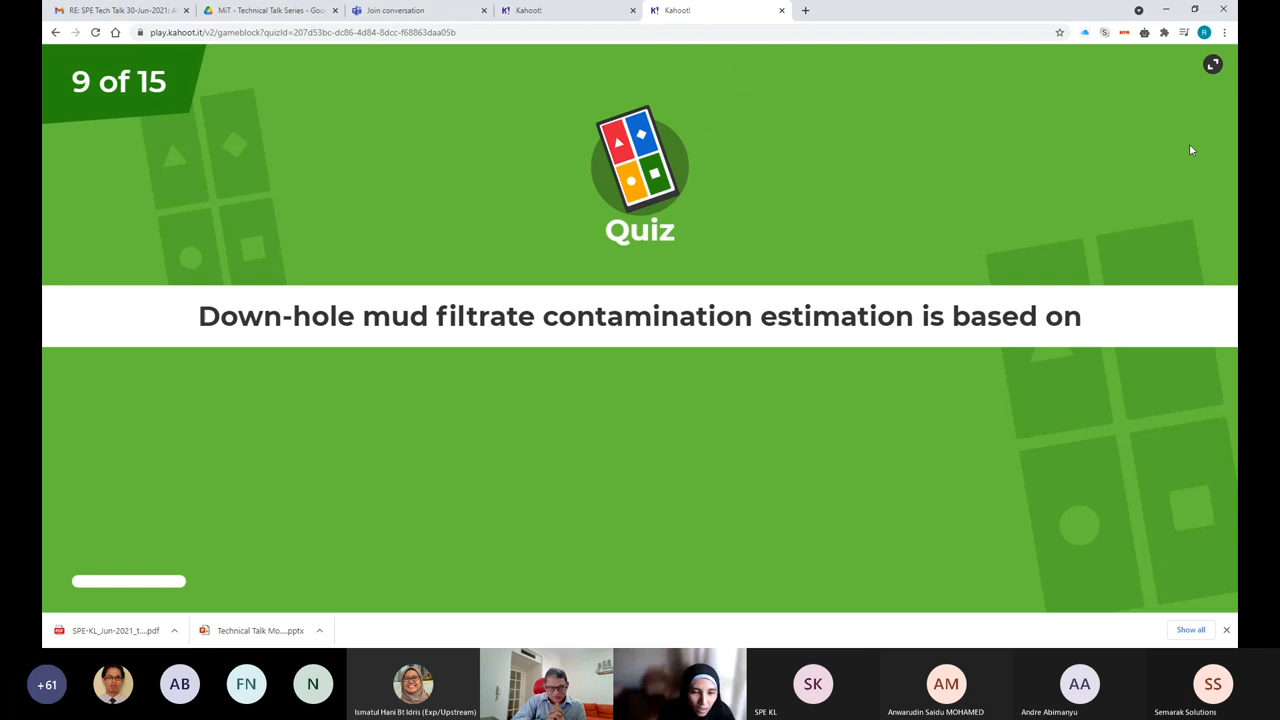 RE: SPE Tech Talk 30-Jun-2021: A
MiT - Technical Talk Series - Goo
Join conversation
Kahoot!
Kahoot!
play.kahoot.it/v2/gameblock?quizId=207d53bc-dc86-4d84-8dcc-f68863daa05b
R
9 of 15
Quiz
Down-hole mud filtrate contamination estimation is based on
SPE-KL_Jun-2021_t....pdf
Technical Talk Mo....pptx
Show all
+61
AB
FN
N
SK
AM
AA
SS
Ismatul Hani Bt Idris (Exp/Upstream)
SPE KL
Anwarudin Saidu MOHAMED
Andre Abimanyu
Semarak Solutions